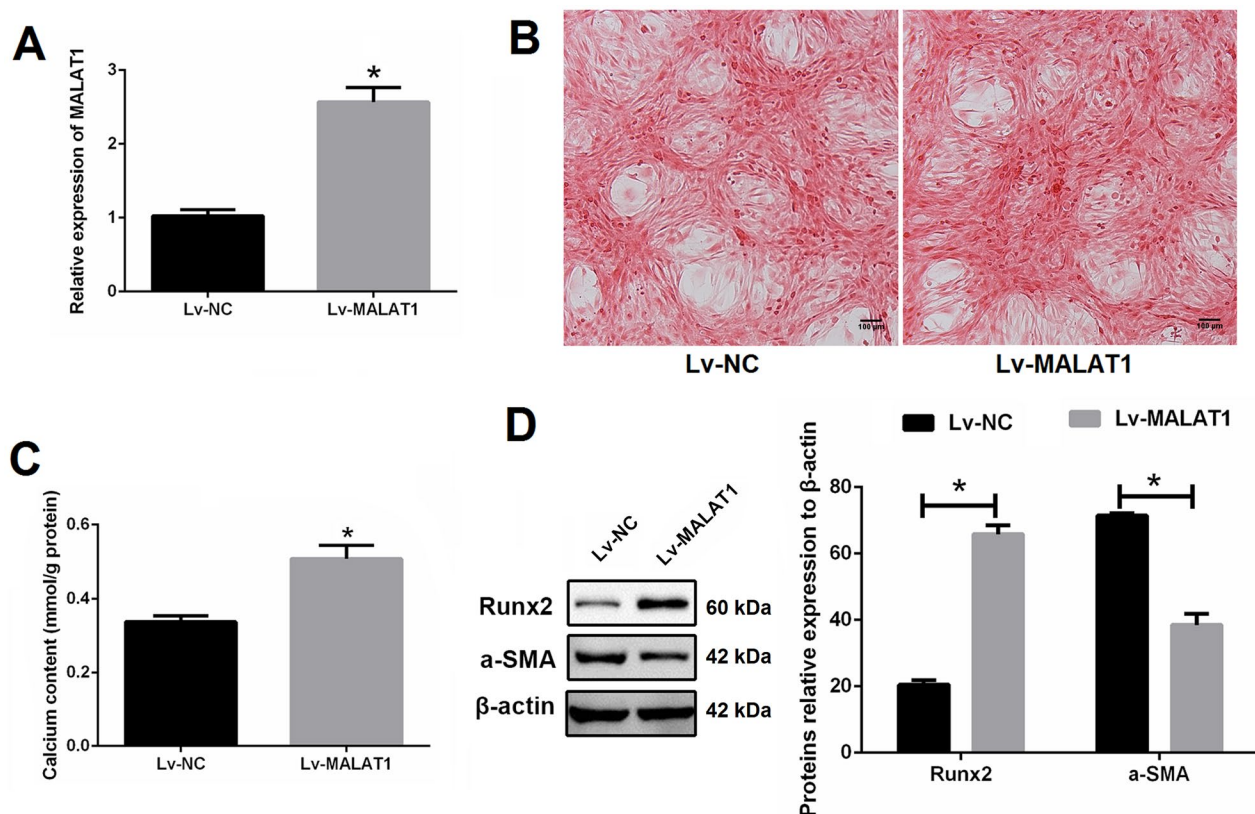 A
Relative expression of MALAT1
3
2
1
0
*
Lv-NC
Lv-MALAT1
B
100 μm
100 μm
Lv-NC
Lv-MALAT1
C
Calcium content (mmol/g protein)
0.6
0.4
0.2
0.0
*
Lv-NC
Lv-MALAT1
D
Lv-NC
Lv-MALAT1
Runx2
60 kDa
a-SMA
42 kDa
β-actin
42 kDa
Lv-NC
Lv-MALAT1
Proteins relative expression to β-actin
80
60
40
20
0
*
*
Runx2
a-SMA